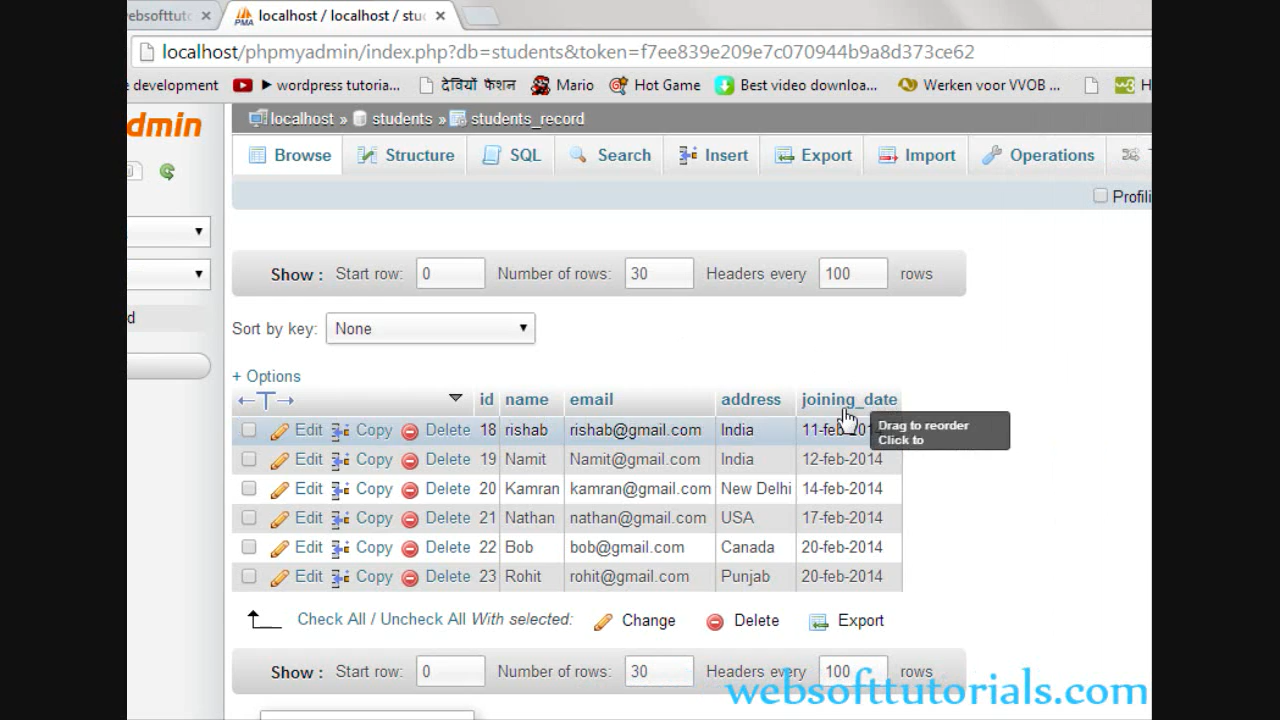 websofttuto
localhost / localhost / stu
localhost/phpmyadmin/index.php?db=students&token=f7ee839e209e7c070944b9a8d373ce62
e development
wordpress tutoria...
देवियों फैशन
Mario
Hot Game
Best video downloa...
Werken voor VVOB ...
H
dmin
localhost » students » students_record
Browse
Structure
SQL
Search
Insert
Export
Import
Operations
Profili
Show : Start row: 0 Number of rows: 30 Headers every 100 rows
Sort by key: None
+ Options
id name email address joining_date
Drag to reorder
Click to
Edit Copy Delete 18 rishab rishab@gmail.com India 11-feb-2014
Edit Copy Delete 19 Namit Namit@gmail.com India 12-feb-2014
Edit Copy Delete 20 Kamran kamran@gmail.com New Delhi 14-feb-2014
Edit Copy Delete 21 Nathan nathan@gmail.com USA 17-feb-2014
Edit Copy Delete 22 Bob bob@gmail.com Canada 20-feb-2014
Edit Copy Delete 23 Rohit rohit@gmail.com Punjab 20-feb-2014
Check All / Uncheck All With selected: Change Delete Export
Show : Start row: 0 Number of rows: 30 Headers every 100 rows
websofttutorials.com